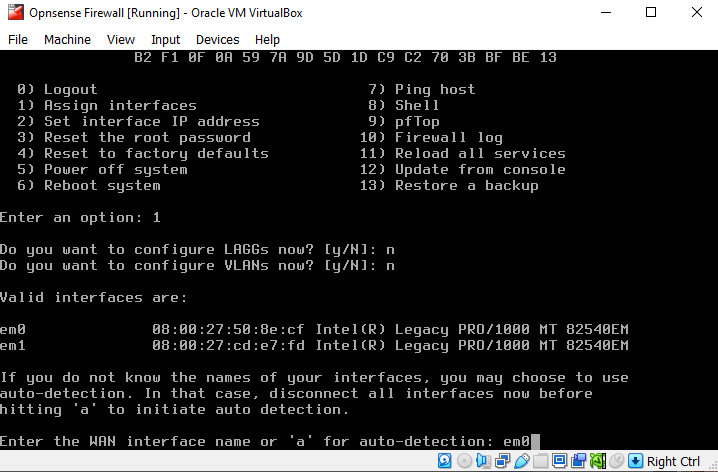 Opnsense Firewall [Running] - Oracle VM VirtualBox
File Machine View Input Devices Help
B2 F1 0F 0A 59 7A 9D 5D 1D C9 C2 70 3B BF BE 13
0) Logout 7) Ping host
1) Assign interfaces 8) Shell
2) Set interface IP address 9) pfTop
3) Reset the root password 10) Firewall log
4) Reset to factory defaults 11) Reload all services
5) Power off system 12) Update from console
6) Reboot system 13) Restore a backup
Enter an option: 1
Do you want to configure LAGGs now? [y/N]: n
Do you want to configure VLANs now? [y/N]: n
Valid interfaces are:
em0 08:00:27:50:8e:cf Intel(R) Legacy PRO/1000 MT 82540EM
em1 08:00:27:cd:e7:fd Intel(R) Legacy PRO/1000 MT 82540EM
If you do not know the names of your interfaces, you may choose to use
auto-detection. In that case, disconnect all interfaces now before
hitting 'a' to initiate auto detection.
Enter the WAN interface name or 'a' for auto-detection: em0
Right Ctrl